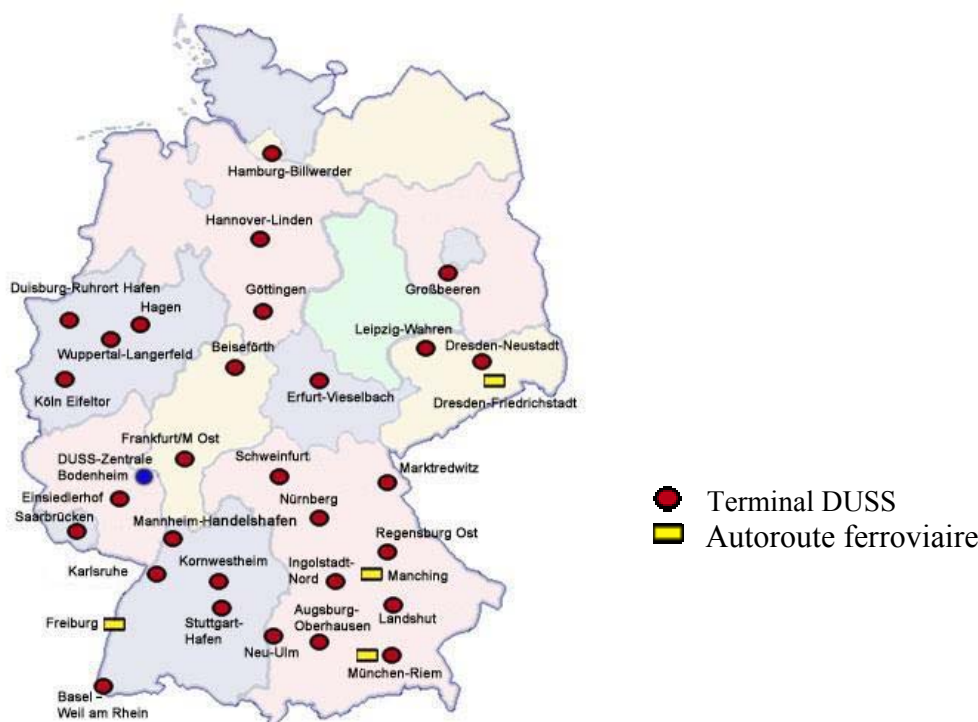 Hamburg-Billwerder
Hannover-Linden
Duisburg-Ruhrort Hafen
Hagen
Göttingen
Großbeeren
Leipzig-Wahren
Dresden-Neustadt
Wuppertal-Langerfeld
Beiseförth
Köln Eifeltor
Erfurt-Vieselbach
Dresden-Friedrichstadt
Frankfurt/M Ost
DUSS-Zentrale
Bodenheim
Schweinfurt
Marktredwitz
Einsiedlerhof
Nürnberg
Saarbrücken
Mannheim-Handelshafen
Regensburg Ost
Karlsruhe
Kornwestheim
Ingolstadt-
Nord
Manching
Freiburg
Stuttgart-
Hafen
Augsburg-
Oberhausen
Landshut
Neu-Ulm
München-Riem
Basel –
Weil am Rhein
Terminal DUSS
Autoroute ferroviaire